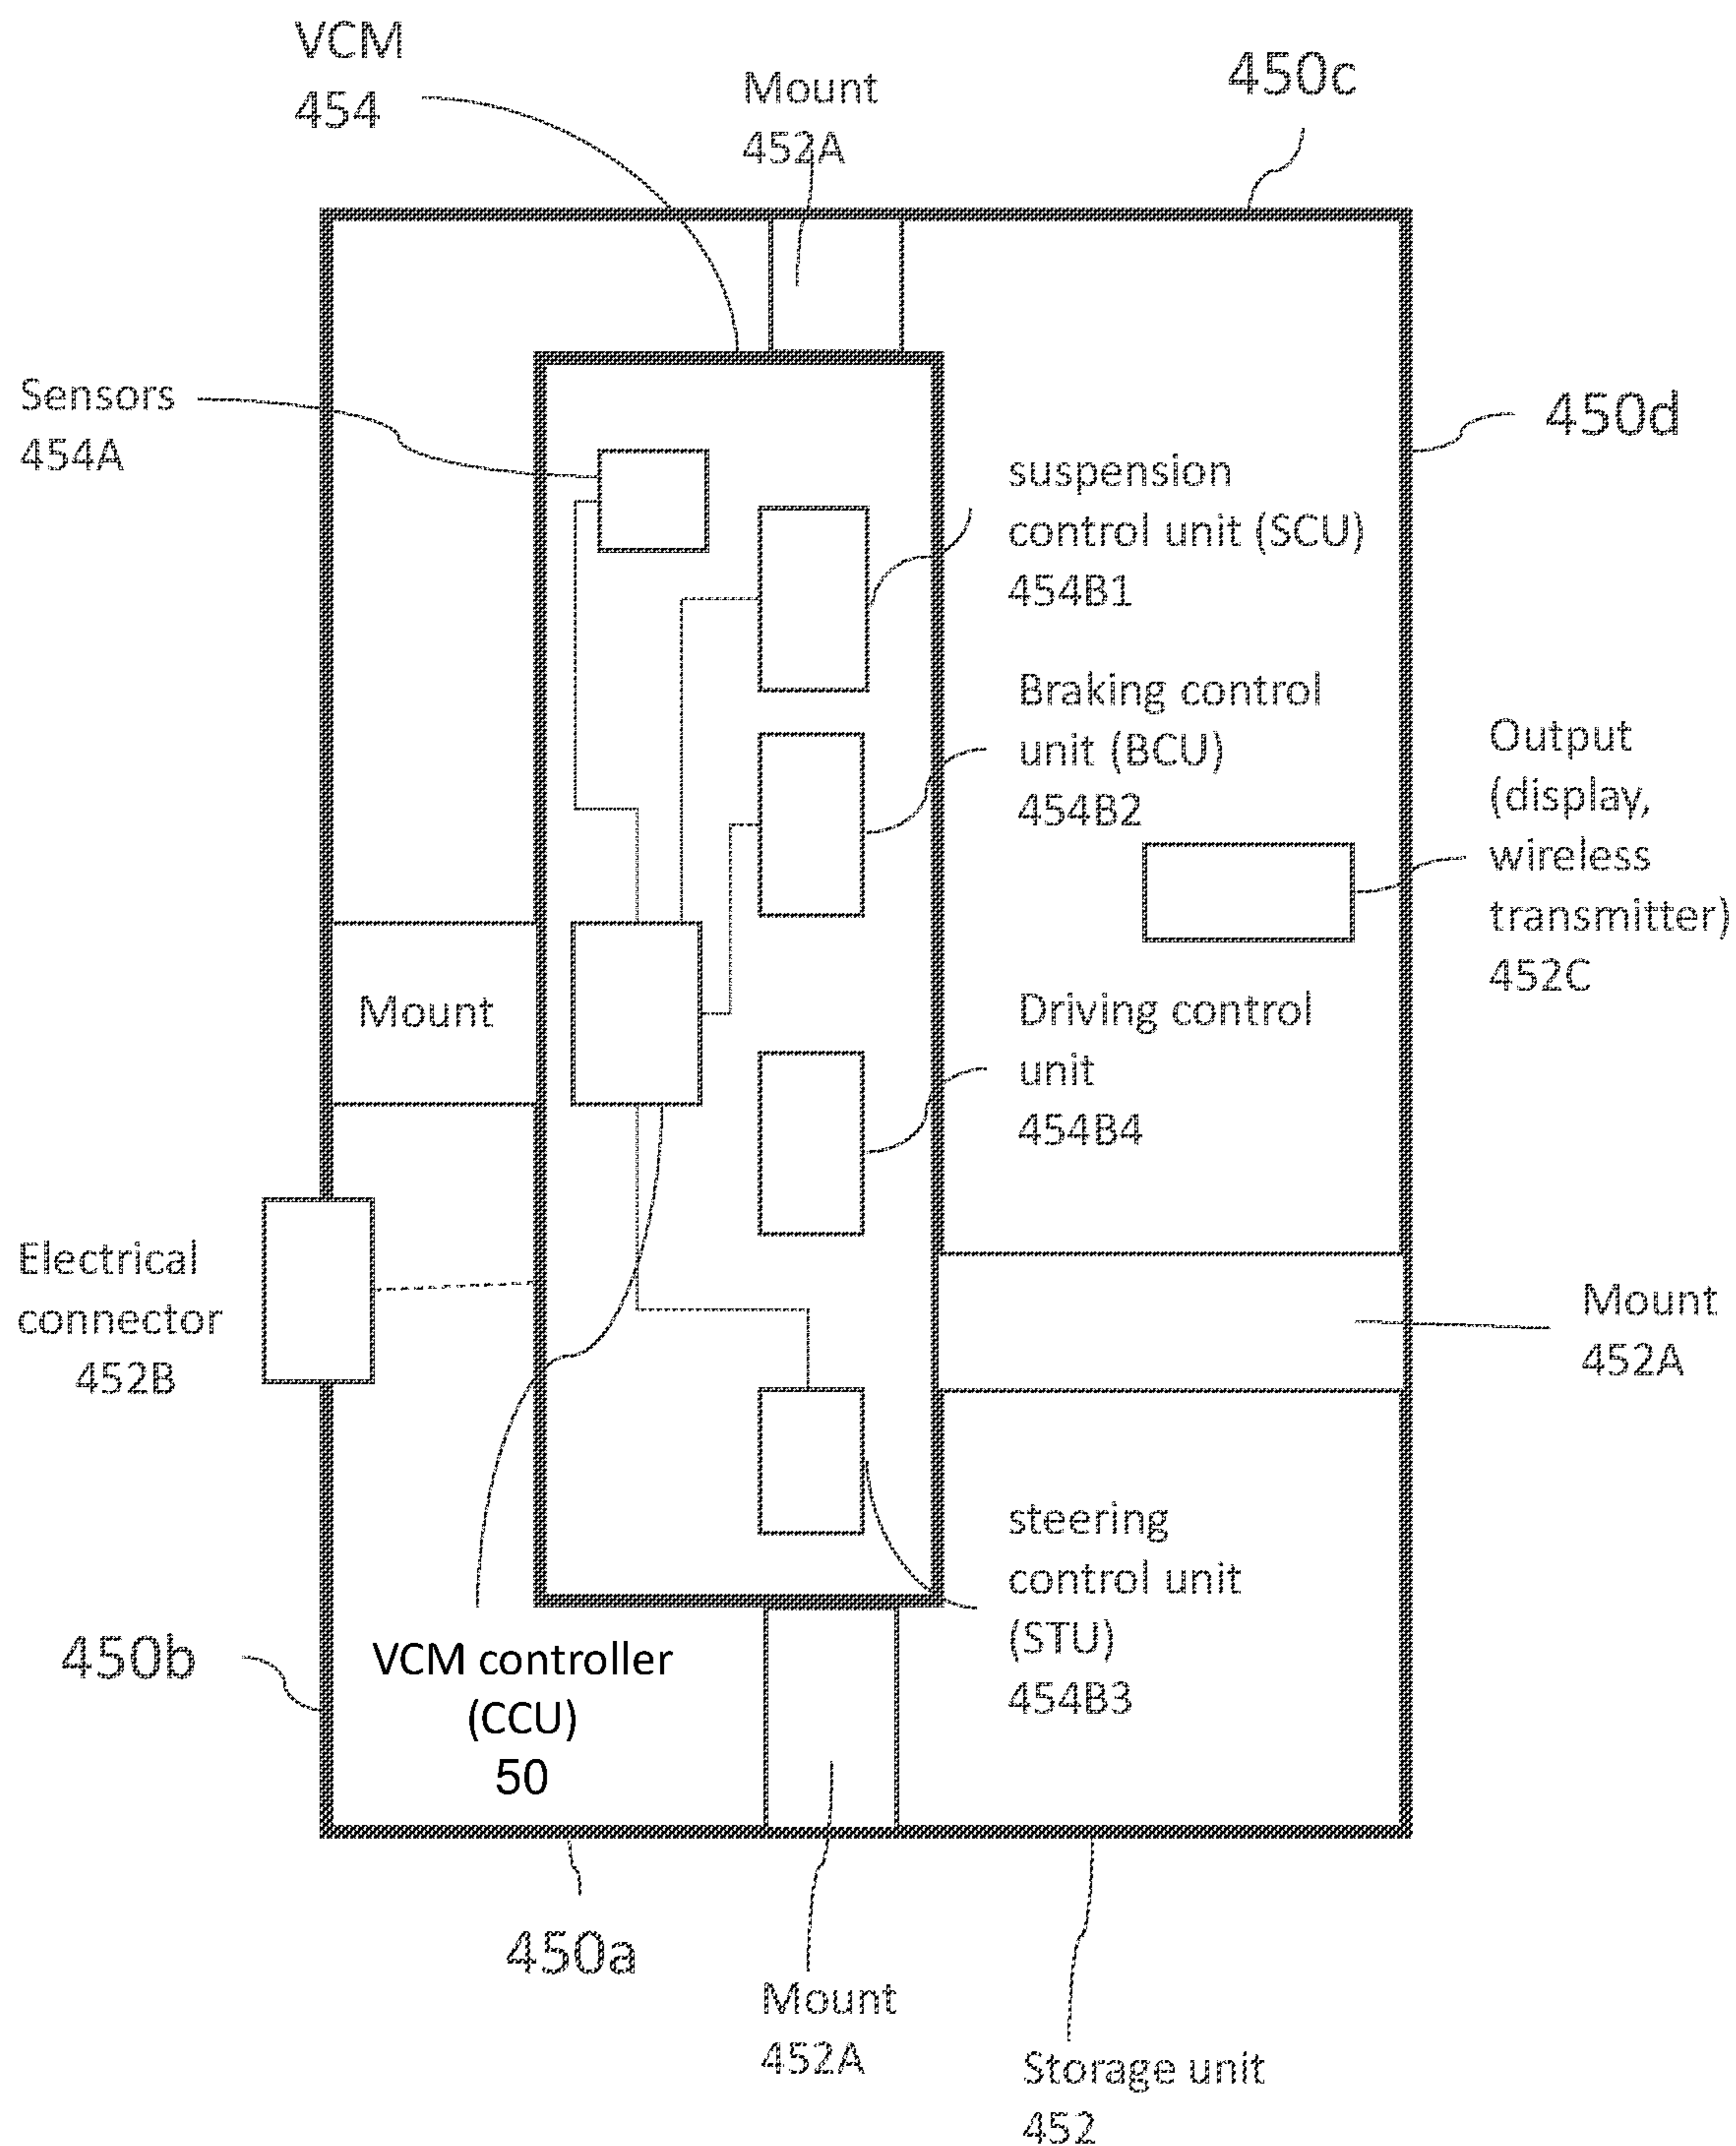 VCM
454
Mount
452A
450c
Sensors
454A
450d
suspension
control unit (SCU)
454B1
Braking control
unit (BCU)
454B2
Output
(display,
wireless
transmitter)
452C
Mount
Driving control
unit
454B4
Electrical
connector
452B
Mount
452A
steering
control unit
(STU)
454B3
450b
VCM controller
(CCU)
50
450a
Mount
452A
Storage unit
452